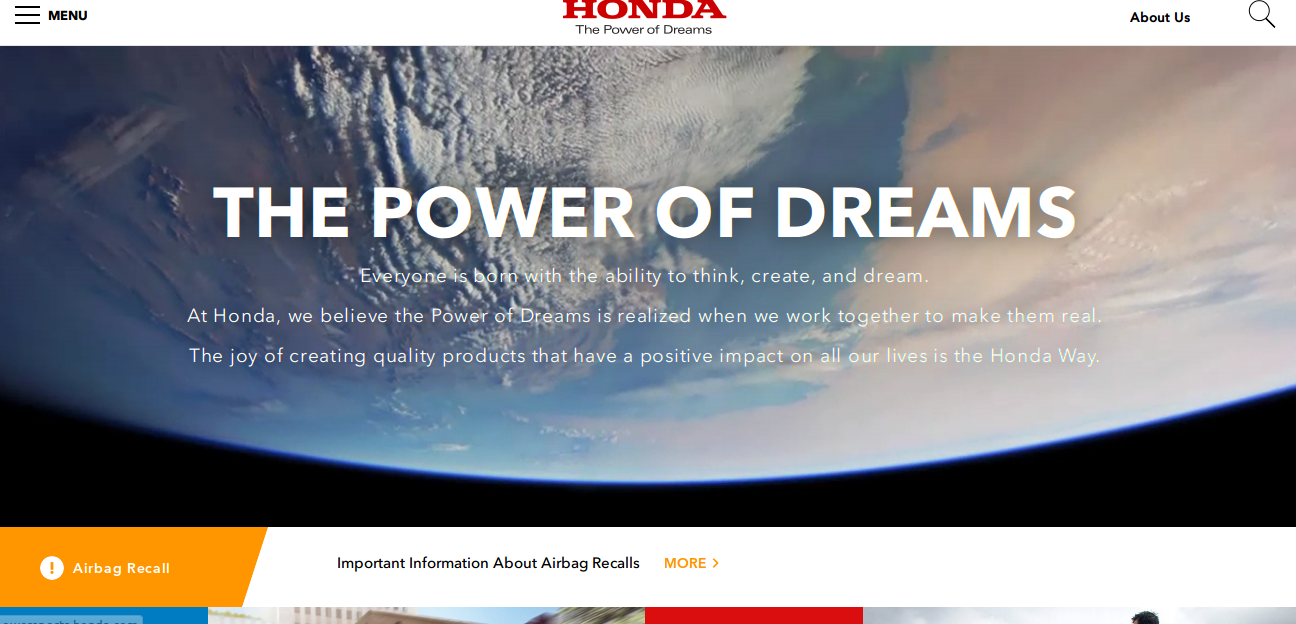 MENU
HONDA
The Power of Dreams
About Us
THE POWER OF DREAMS
Everyone is born with the ability to think, create, and dream.
At Honda, we believe the Power of Dreams is realized when we work together to make them real.
The joy of creating quality products that have a positive impact on all our lives is the Honda Way.
! Airbag Recall
Important Information About Airbag Recalls MORE >